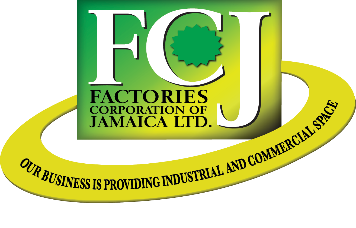 FCJ
FACTORIES
CORPORATION OF
JAMAICA LTD.
OUR BUSINESS IS PROVIDING INDUSTRIAL AND COMMERCIAL SPACE